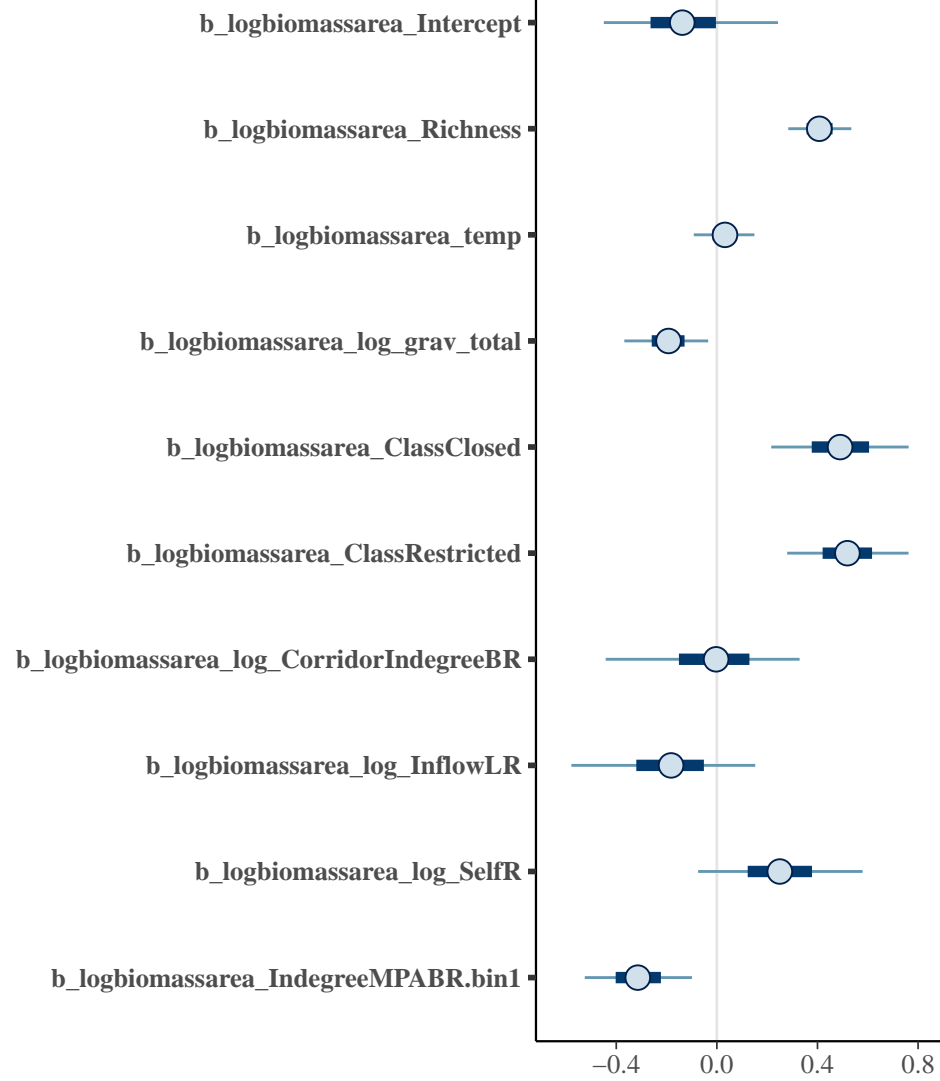 b_logbiomassarea_Intercept
b_logbiomassarea_Richness
b_logbiomassarea_temp
b_logbiomassarea_log_grav_total
b_logbiomassarea_ClassClosed
b_logbiomassarea_ClassRestricted
b_logbiomassarea_log_CorridorIndegreeBR
b_logbiomassarea_log_InflowLR
b_logbiomassarea_log_SelfR
b_logbiomassarea_IndegreeMPABR.bin1
−0.4 0.0 0.4 0.8